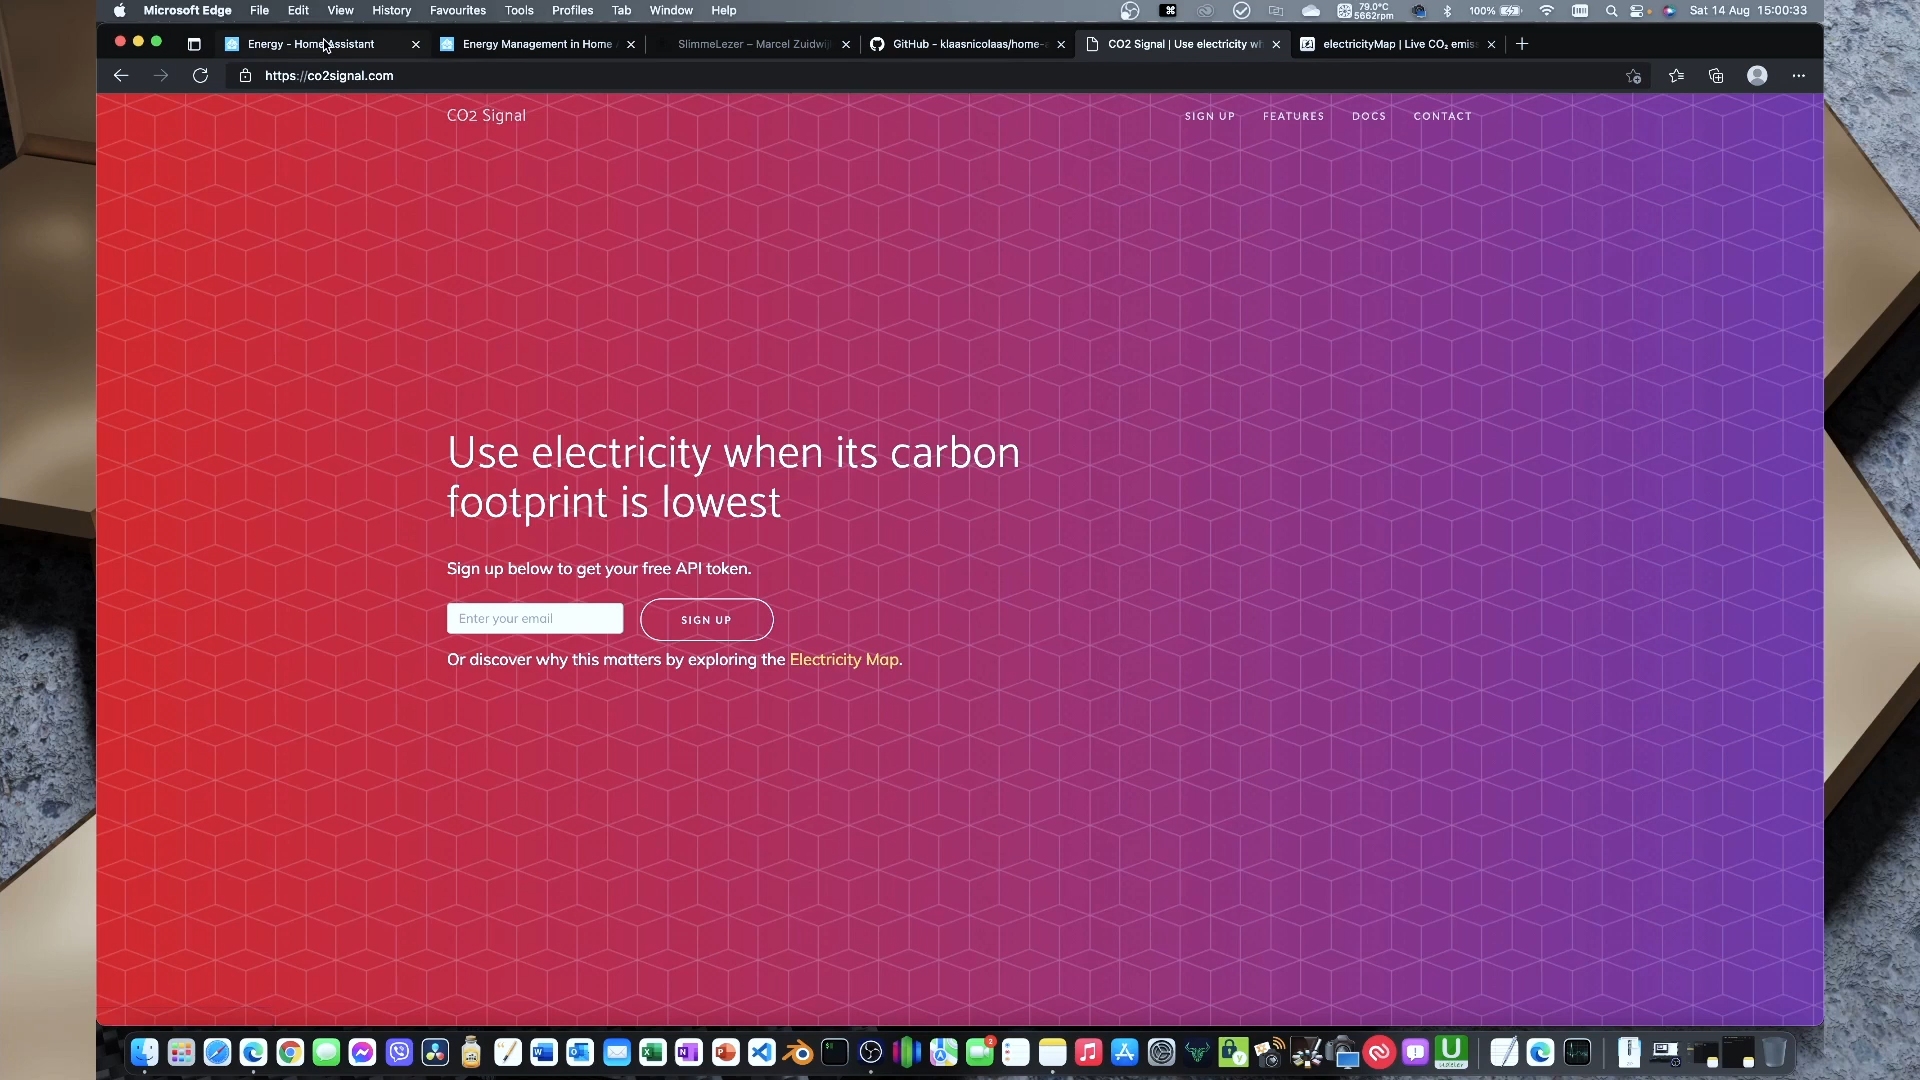 Microsoft Edge File Edit View History Favourites Tools Profiles Tab Window Help
79.0°C
5662rpm
100%
Sat 14 Aug 15:00:33
Energy - Home Assistant
Energy Management in Home
SlimmeLezer – Marcel Zuidwij
GitHub - klaasnicolaas/home-
CO2 Signal | Use electricity wh
electricityMap | Live CO₂ emis
https://co2signal.com
CO2 Signal
SIGN UP FEATURES DOCS CONTACT
Use electricity when its carbon
footprint is lowest
Sign up below to get your free API token.
Enter your email
SIGN UP
Or discover why this matters by exploring the Electricity Map.
2